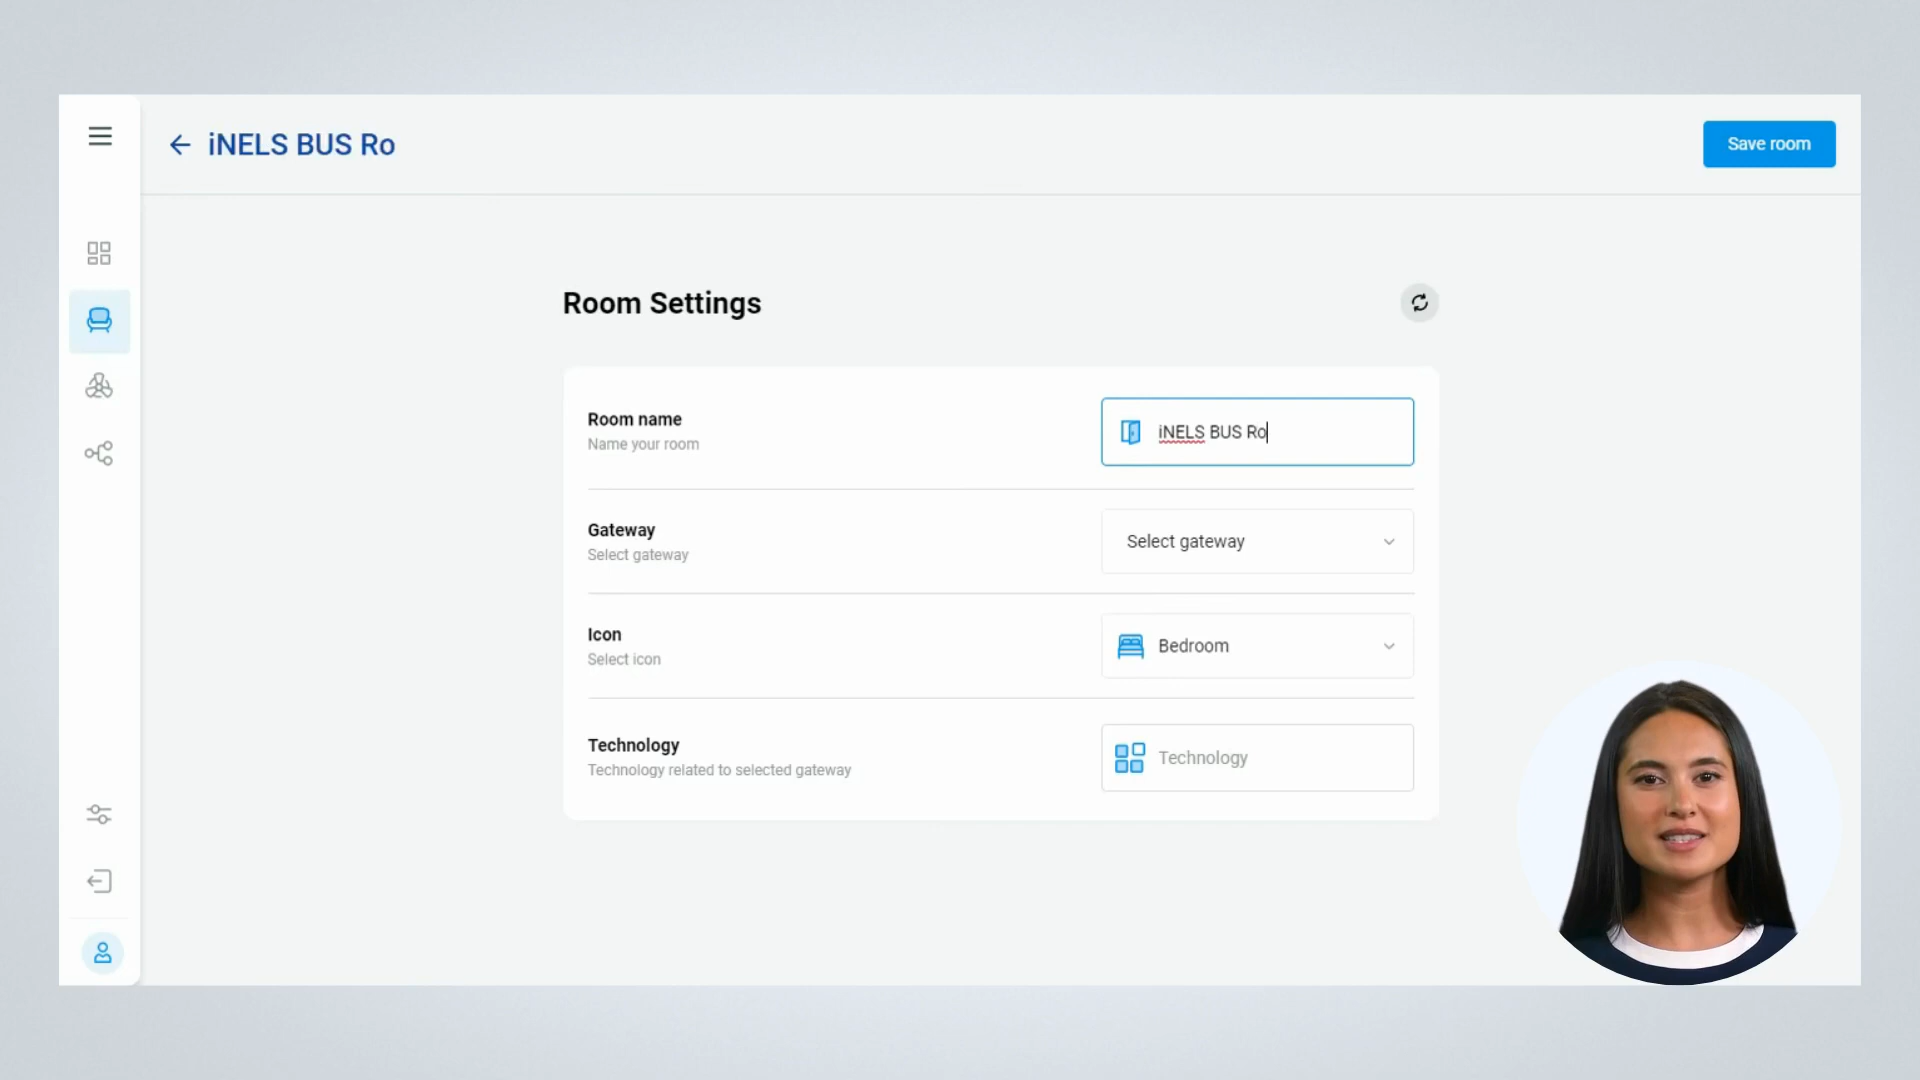 iNELS BUS Ro
Save room
Room Settings
Room name
Name your room
iNELS BUS Ro
Gateway
Select gateway
Select gateway
Icon
Select icon
Bedroom
Technology
Technology related to selected gateway
Technology